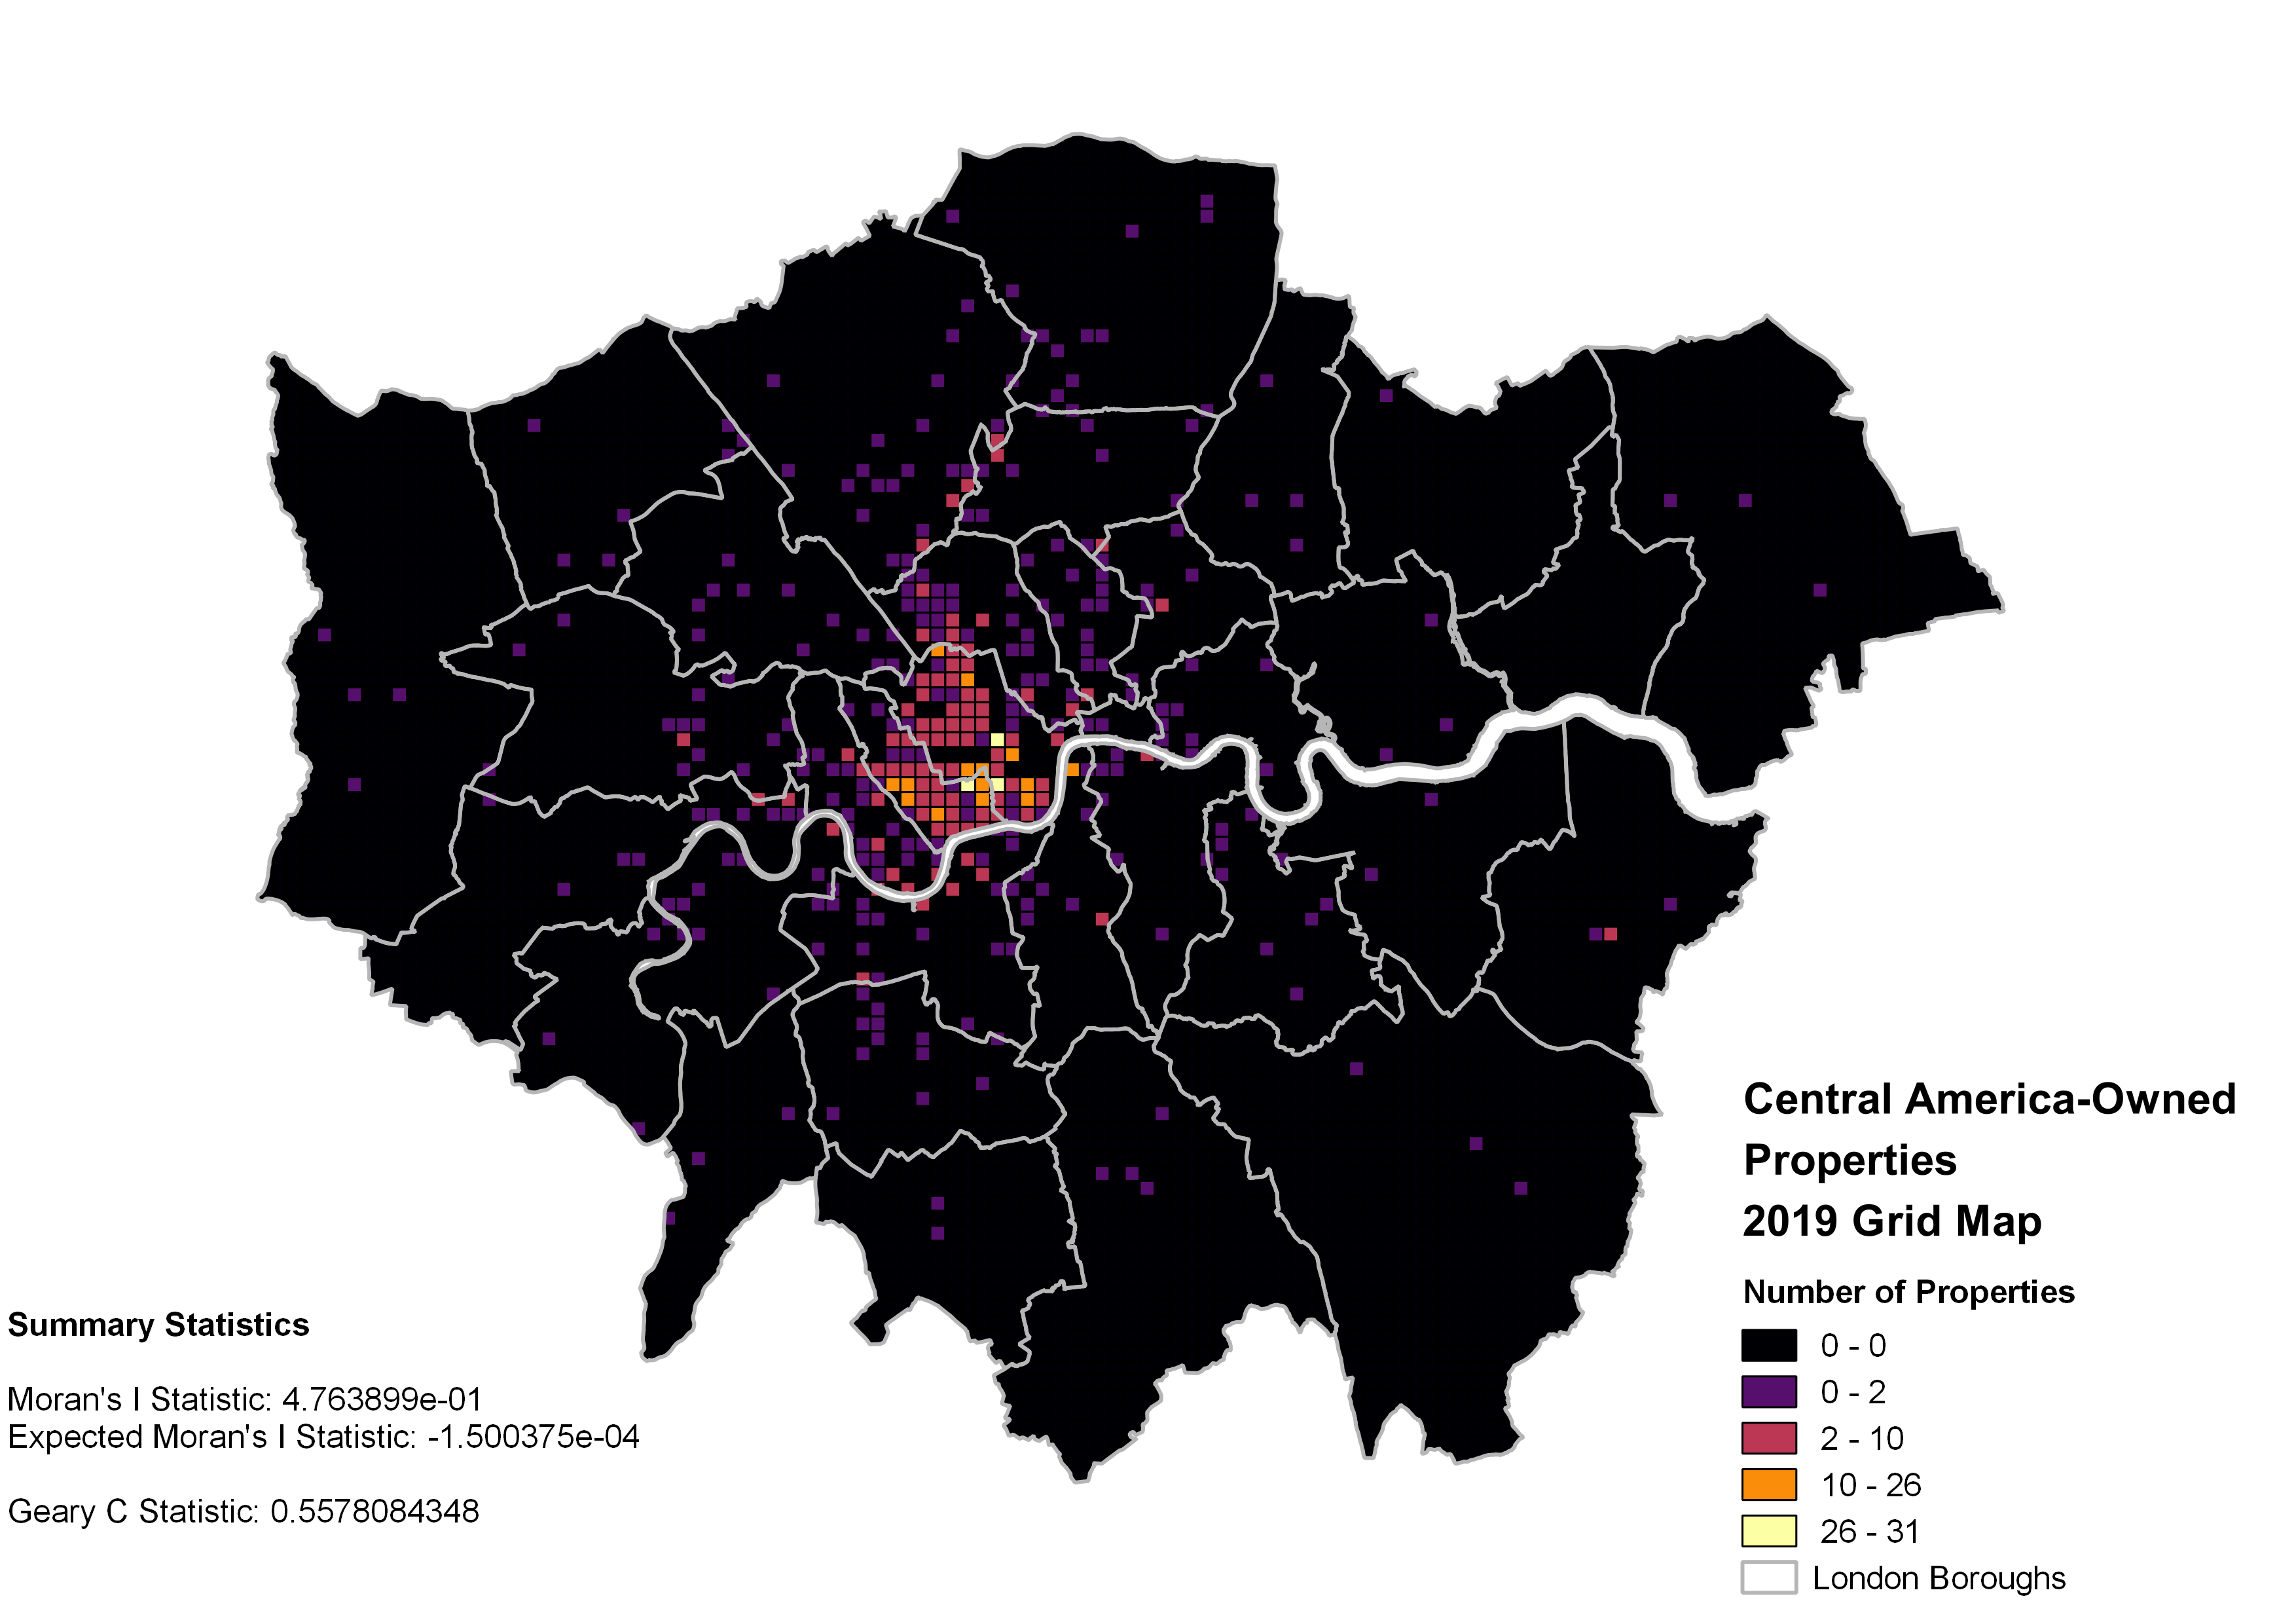 Central America-Owned
Properties
2019 Grid Map
Number of Properties
0 - 0
0 - 2
2 - 10
10 - 26
26 - 31
London Boroughs
Summary Statistics
Moran's I Statistic: 4.763899e-01
Expected Moran's I Statistic: -1.500375e-04
Geary C Statistic: 0.5578084348